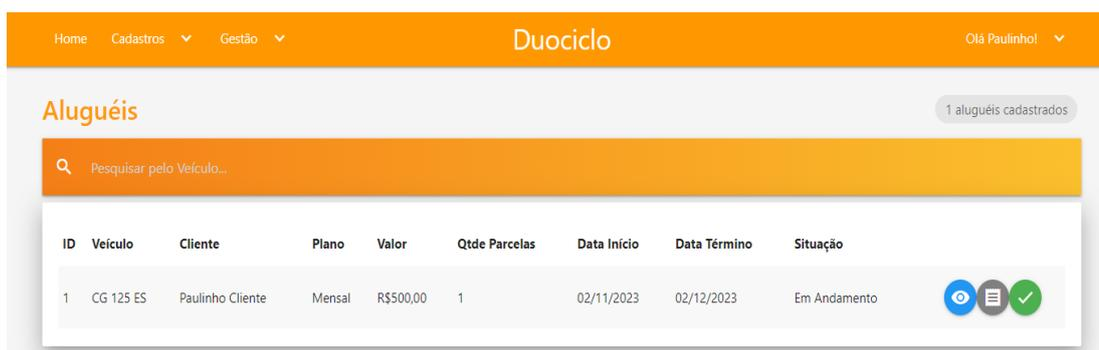 Home Cadastros Gestão Duociclo Olá Paulinho!
Aluguéis 1 aluguéis cadastrados
Pesquisar pelo Veículo...
ID Veículo Cliente Plano Valor Qtde Parcelas Data Início Data Término Situação
1 CG 125 ES Paulinho Cliente Mensal R$500,00 1 02/11/2023 02/12/2023 Em Andamento